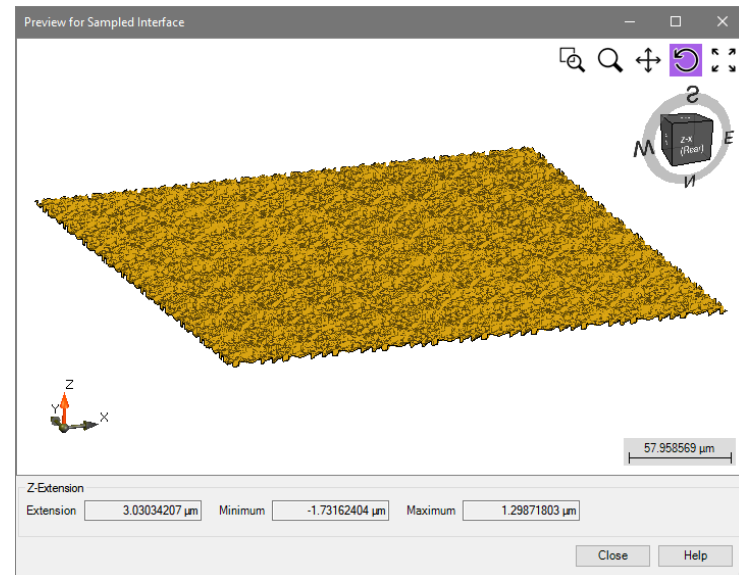 Preview for Sampled Interface
S
W
E
N
z-x
(Rear)
Z
Y
X
57.958569 µm
Z-Extension
Extension 3.03034207 µm Minimum -1.73162404 µm Maximum 1.29871803 µm
Close Help